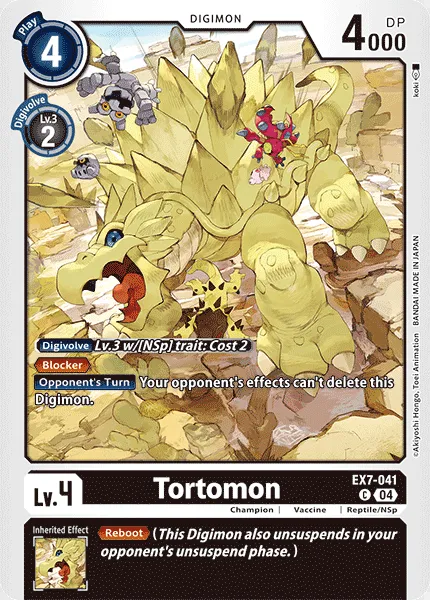 DIGIMON
Play
4
DP
4000
Digivolve
Lv.3
2
koki
©Akiyoshi Hongo, Toei Animation BANDAI MADE IN JAPAN
Digivolve Lv.3 w/[NSp] trait: Cost 2
Blocker
Opponent's Turn Your opponent's effects can't delete this
Digimon.
EX7-041
Lv.4 Tortomon C 04
Champion | Vaccine | Reptile/NSp
Inherited Effect
Reboot (This Digimon also unsuspends in your
opponent's unsuspend phase.)